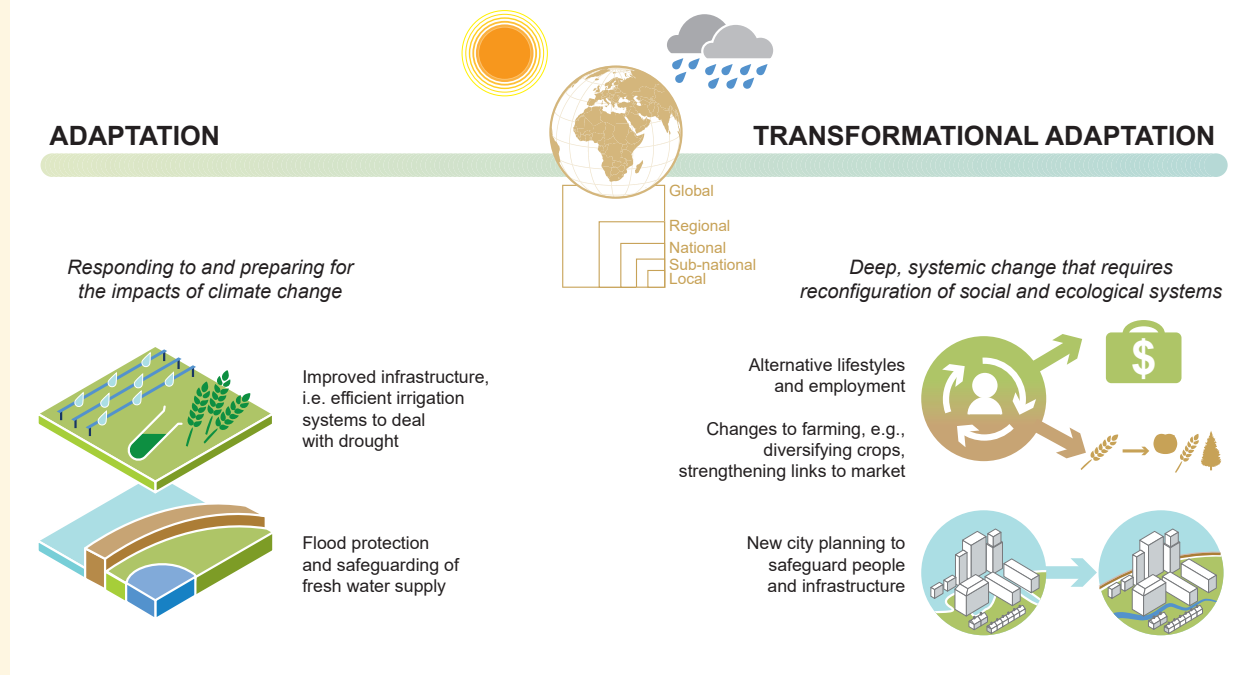 ADAPTATION
TRANSFORMATIONAL ADAPTATION
Global
Regional
National
Sub-national
Local
Responding to and preparing for
the impacts of climate change
Improved infrastructure,
i.e. efficient irrigation
systems to deal
with drought
Flood protection
and safeguarding of
fresh water supply
Deep, systemic change that requires
reconfiguration of social and ecological systems
Alternative lifestyles
and employment
$
Changes to farming, e.g.,
diversifying crops,
strengthening links to market
New city planning to
safeguard people
and infrastructure